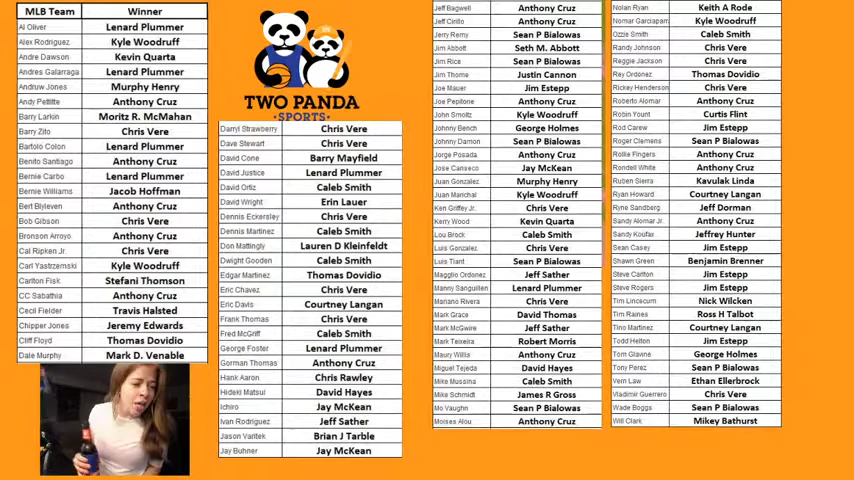 MLB Team Winner
Al Oliver Lenard Plummer
Alex Rodriguez Kyle Woodruff
Andre Dawson Kevin Quarta
Andres Galarraga Lenard Plummer
Andruw Jones Murphy Henry
Andy Pettitte Anthony Cruz
Barry Larkin Moritz R. McMahan
Barry Zito Chris Vere
Bartolo Colon Lenard Plummer
Benito Santiago Anthony Cruz
Bernie Carbo Lenard Plummer
Bernie Williams Jacob Hoffman
Bert Blyleven Anthony Cruz
Bob Gibson Chris Vere
Bronson Arroyo Anthony Cruz
Cal Ripken Jr. Chris Vere
Carl Yastrzemski Kyle Woodruff
Carlton Fisk Stefani Thomson
CC Sabathia Anthony Cruz
Cecil Fielder Travis Halsted
Chipper Jones Jeremy Edwards
Cliff Floyd Thomas Dovidio
Dale Murphy Mark D. Venable
TWO PANDA
SPORTS
Darryl Strawberry Chris Vere
Dave Stewart Chris Vere
David Cone Barry Mayfield
David Justice Lenard Plummer
David Ortiz Caleb Smith
David Wright Erin Lauer
Dennis Eckersley Chris Vere
Dennis Martinez Caleb Smith
Don Mattingly Lauren D Kleinfeldt
Dwight Gooden Caleb Smith
Edgar Martinez Thomas Dovidio
Eric Chavez Chris Vere
Eric Davis Courtney Langan
Frank Thomas Chris Vere
Fred McGriff Caleb Smith
George Foster Lenard Plummer
Gorman Thomas Anthony Cruz
Hank Aaron Chris Rawley
Hideki Matsui David Hayes
Ichiro Jay McKean
Ivan Rodriguez Jeff Sather
Jason Varitek Brian J Tarble
Jay Buhner Jay McKean
Jeff Bagwell Anthony Cruz
Jeff Cirillo Anthony Cruz
Jerry Remy Sean P Bialowas
Jim Abbott Seth M. Abbott
Jim Rice Sean P Bialowas
Jim Thome Justin Cannon
Joe Mauer Jim Estepp
Joe Pepitone Anthony Cruz
John Smoltz Kyle Woodruff
Johnny Bench George Holmes
Johnny Damon Sean P Bialowas
Jorge Posada Anthony Cruz
Jose Canseco Jay McKean
Juan Gonzalez Murphy Henry
Juan Marichal Kyle Woodruff
Ken Griffey Jr. Chris Vere
Kerry Wood Kevin Quarta
Lou Brock Caleb Smith
Luis Gonzalez Chris Vere
Luis Tiant Sean P Bialowas
Magglio Ordonez Jeff Sather
Manny Sanguillen Lenard Plummer
Mariano Rivera Chris Vere
Mark Grace David Thomas
Mark McGwire Jeff Sather
Mark Teixeira Robert Morris
Maury Willis Anthony Cruz
Miguel Tejeda David Hayes
Mike Mussina Caleb Smith
Mike Schmidt James R Gross
Mo Vaughn Sean P Bialowas
Moises Alou Anthony Cruz
Nolan Ryan Keith A Rode
Nomar Garciaparr Kyle Woodruff
Ozzie Smith Caleb Smith
Randy Johnson Chris Vere
Reggie Jackson Chris Vere
Rey Ordonez Thomas Dovidio
Rickey Henderson Chris Vere
Roberto Alomar Anthony Cruz
Robin Yount Curtis Flint
Rod Carew Jim Estepp
Roger Clemens Sean P Bialowas
Rollie Fingers Anthony Cruz
Rondell White Anthony Cruz
Ruben Sierra Kavulak Linda
Ryan Howard Courtney Langan
Ryne Sandberg Jeff Dorman
Sandy Alomar Jr. Anthony Cruz
Sandy Koufax Jeffrey Hunter
Sean Casey Jim Estepp
Shawn Green Benjamin Brenner
Steve Carlton Jim Estepp
Steve Rogers Jim Estepp
Tim Lincecum Nick Wilcken
Tim Raines Ross H Talbot
Tino Martinez Courtney Langan
Todd Helton Jim Estepp
Tom Glavne George Holmes
Tony Perez Sean P Bialowas
Vern Law Ethan Ellerbrock
Vladimir Guerrero Chris Vere
Wade Boggs Sean P Bialowas
Will Clark Mikey Bathurst